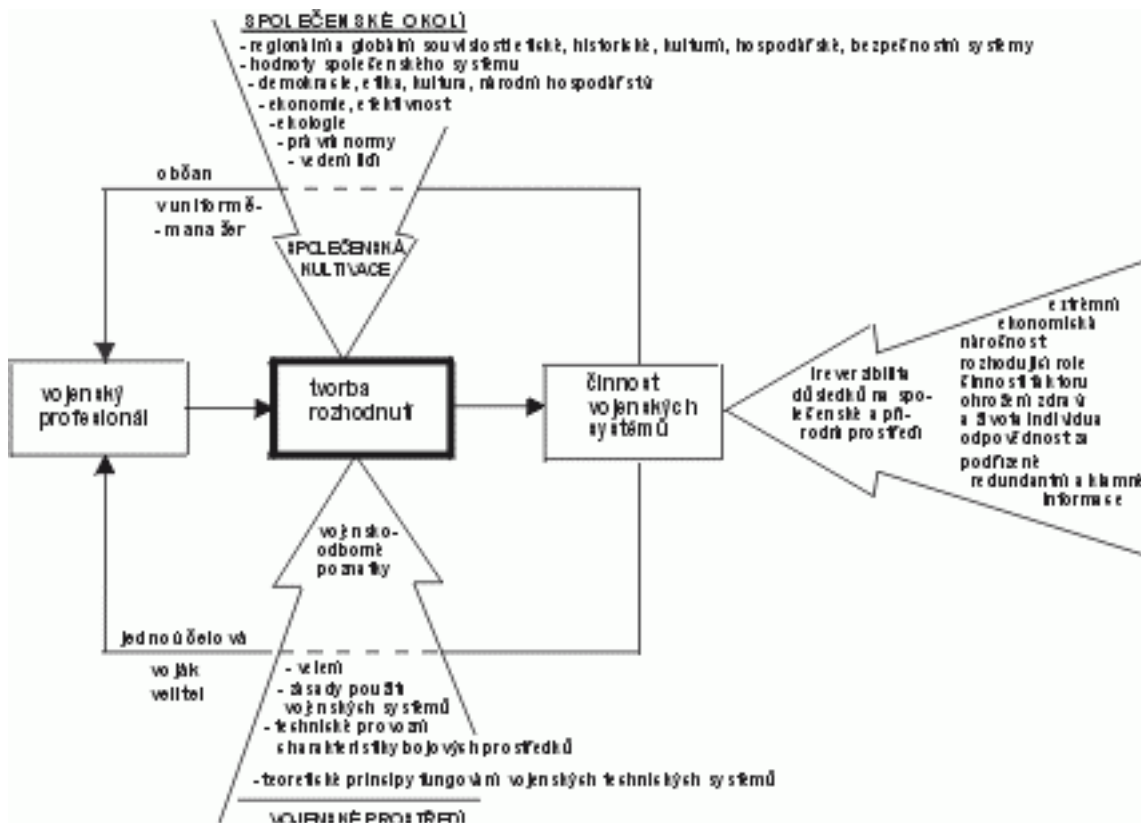 SPOLEČENSKÉ OKOLÍ
- regionální a globální souvislosti etické, historické, kulturní, hospodářské, bezpečnostní systémy
- hodnoty společenského systému
- demokracie, etika, kultura, národní hospodářství
- ekonomie, efektivnost
- ekologie
- právní normy
- vedení lidí
občan
v uniformě-
- manažer
SPOLEČENSKÁ
KULTIVACE
vojenský
profesionál
tvorba
rozhodnutí
činnost
vojenských
systémů
ireverzibilita
důsledků na spo-
lečenské a pří-
rodní prostředí
extrémní
ekonomická
náročnost
rozhodující role
činnosti faktoru
ohrožení zdraví
a života individua
odpovědnost za
podřízené
redundantní a klamné
informace
vojensko-
odborné
poznatky
jednoúčelová
voják
velitel
- velení
- zásady použití
vojenských systémů
- technické provozní
charakteristiky bojových prostředků
- teoretické principy fungování vojenských technických systémů
VOJENSKÉ PROSTŘEDÍ